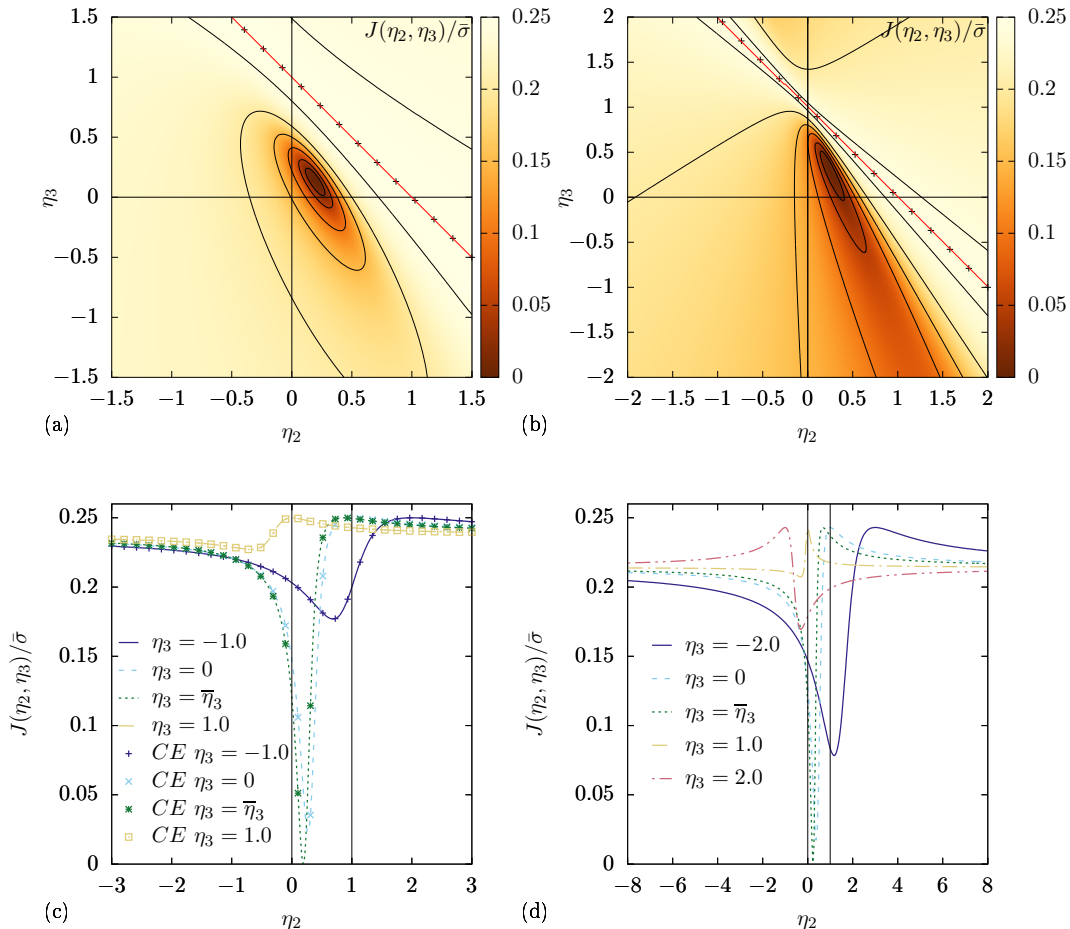 J(η₂, η₃)/σ̄
1.5
1
0.5
0
−0.5
−1
−1.5
η₃
−1.5 −1 −0.5 0 0.5 1 1.5
η₂
0.25
0.2
0.15
0.1
0.05
0
(a)
J(η₂, η₃)/σ̄
2
1.5
1
0.5
0
−0.5
−1
−1.5
−2
η₃
−2 −1.5 −1 −0.5 0 0.5 1 1.5 2
η₂
0.25
0.2
0.15
0.1
0.05
0
(b)
J(η₂, η₃)/σ̄
0.25
0.2
0.15
0.1
0.05
0
η₃ = −1.0
η₃ = 0
η₃ = η̅₃
η₃ = 1.0
CE η₃ = −1.0
CE η₃ = 0
CE η₃ = η̅₃
CE η₃ = 1.0
−3 −2 −1 0 1 2 3
η₂
(c)
J(η₂, η₃)/σ̄
0.25
0.2
0.15
0.1
0.05
0
η₃ = −2.0
η₃ = 0
η₃ = η̅₃
η₃ = 1.0
η₃ = 2.0
−8 −6 −4 −2 0 2 4 6 8
η₂
(d)